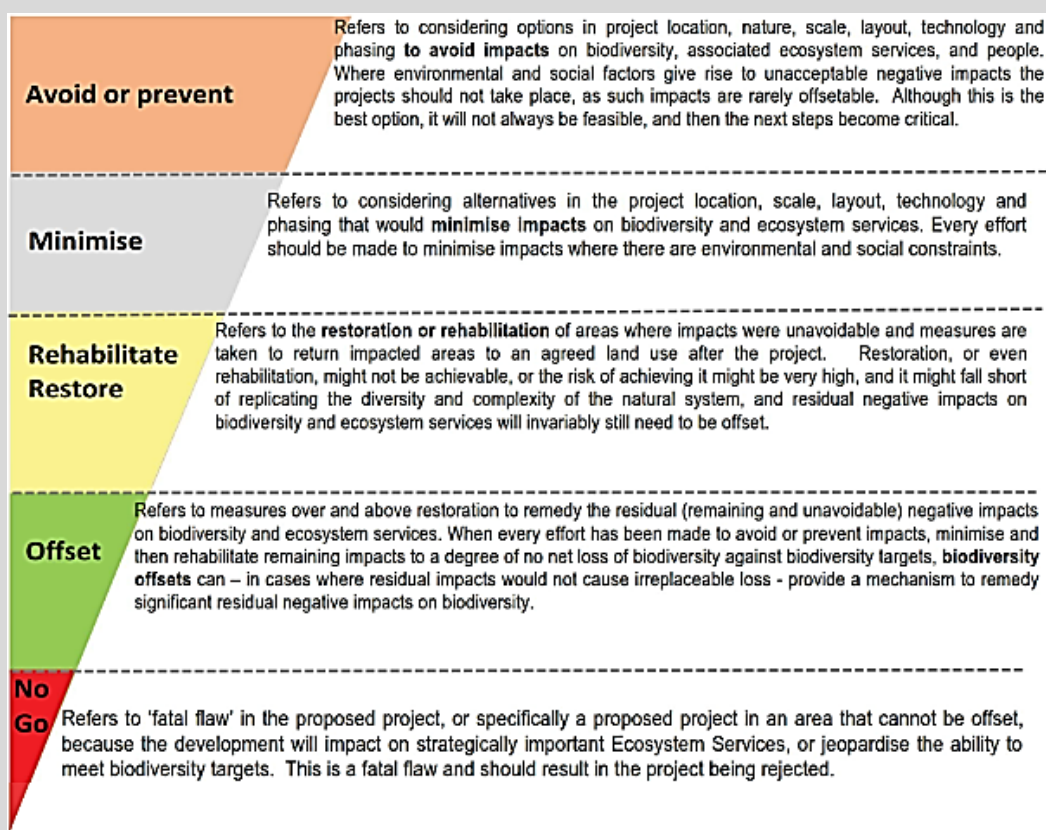 Avoid or prevent
Refers to considering options in project location, nature, scale, layout, technology and
phasing to avoid impacts on biodiversity, associated ecosystem services, and people.
Where environmental and social factors give rise to unacceptable negative impacts the
projects should not take place, as such impacts are rarely offsetable. Although this is the
best option, it will not always be feasible, and then the next steps become critical.
Minimise
Refers to considering alternatives in the project location, scale, layout, technology and
phasing that would minimise impacts on biodiversity and ecosystem services. Every effort
should be made to minimise impacts where there are environmental and social constraints.
Rehabilitate
Restore
Refers to the restoration or rehabilitation of areas where impacts were unavoidable and measures are
taken to return impacted areas to an agreed land use after the project. Restoration, or even
rehabilitation, might not be achievable, or the risk of achieving it might be very high, and it might fall short
of replicating the diversity and complexity of the natural system, and residual negative impacts on
biodiversity and ecosystem services will invariably still need to be offset.
Offset
Refers to measures over and above restoration to remedy the residual (remaining and unavoidable) negative impacts
on biodiversity and ecosystem services. When every effort has been made to avoid or prevent impacts, minimise and
then rehabilitate remaining impacts to a degree of no net loss of biodiversity against biodiversity targets, biodiversity
offsets can – in cases where residual impacts would not cause irreplaceable loss - provide a mechanism to remedy
significant residual negative impacts on biodiversity.
No
Go
Refers to 'fatal flaw' in the proposed project, or specifically a proposed project in an area that cannot be offset,
because the development will impact on strategically important Ecosystem Services, or jeopardise the ability to
meet biodiversity targets. This is a fatal flaw and should result in the project being rejected.